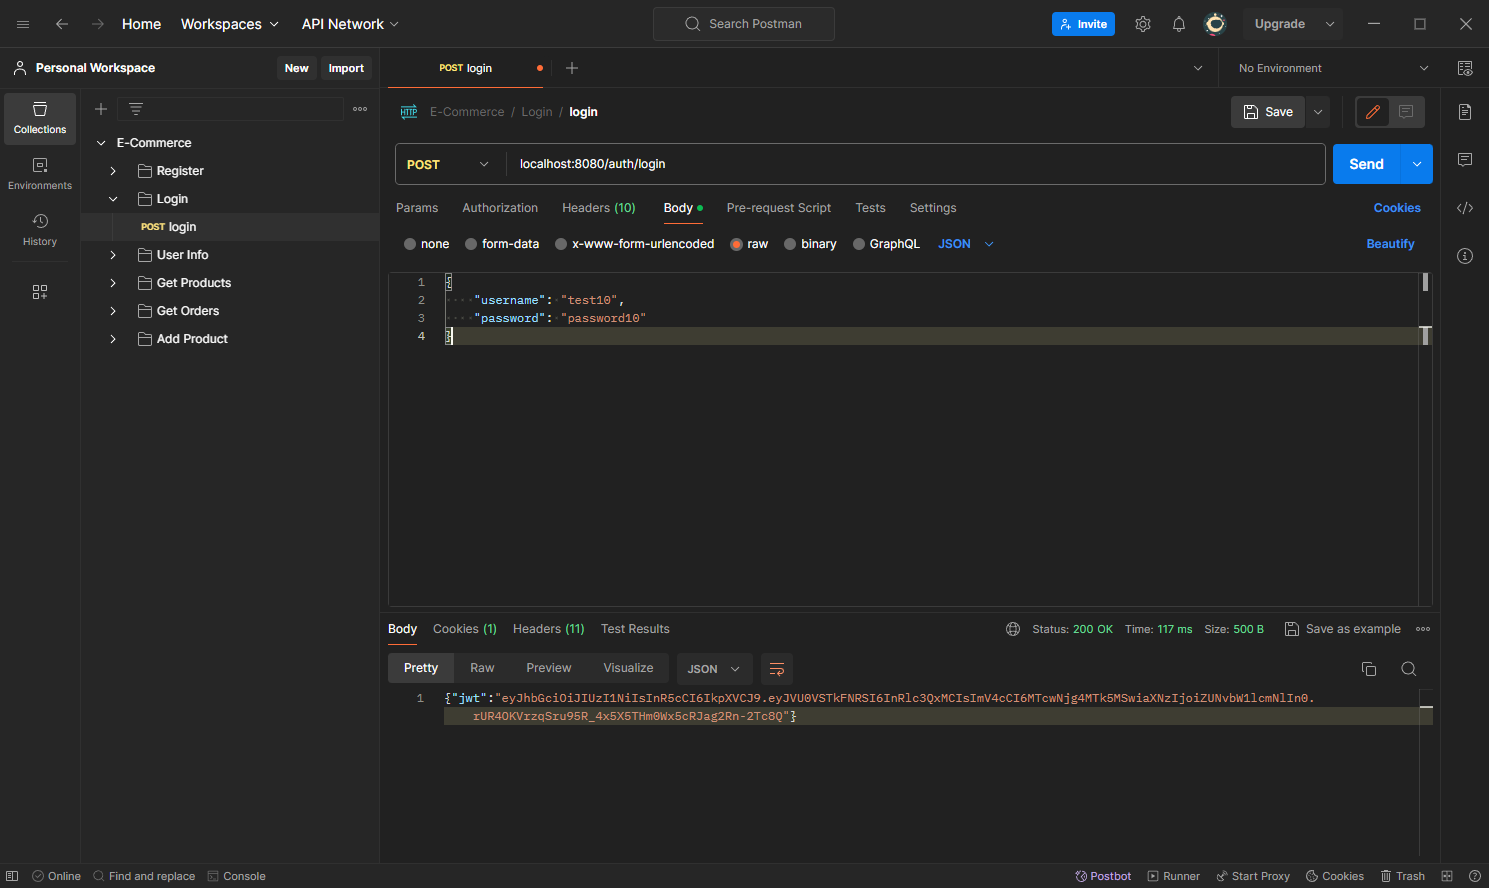 Home
Workspaces
API Network
Search Postman
Invite
Upgrade
Personal Workspace
New
Import
POST login
No Environment
Collections
Environments
History
E-Commerce
Register
Login
POST login
User Info
Get Products
Get Orders
Add Product
HTTP
E-Commerce / Login / login
Save
POST
localhost:8080/auth/login
Send
Params
Authorization
Headers (10)
Body
Pre-request Script
Tests
Settings
Cookies
none
form-data
x-www-form-urlencoded
raw
binary
GraphQL
JSON
Beautify
1 {
2 "username": "test10",
3 "password": "password10"
4 }
Body
Cookies (1)
Headers (11)
Test Results
Status: 200 OK
Time: 117 ms
Size: 500 B
Save as example
Pretty
Raw
Preview
Visualize
JSON
1 {"jwt":"eyJhbGciOiJIUzI1NiIsInR5cCI6IkpXVCJ9.eyJVU0VSTkFNRSI6InRlc3QxMCIsImV4cCI6MTcwNjg4MTk5MSwiaXNzIjoiZUNvbW1lcmNlIn0.
rUR4OKVrzqSru95R_4x5X5THm0Wx5cRJag2Rn-2Tc8Q"}
Online
Find and replace
Console
Postbot
Runner
Start Proxy
Cookies
Trash